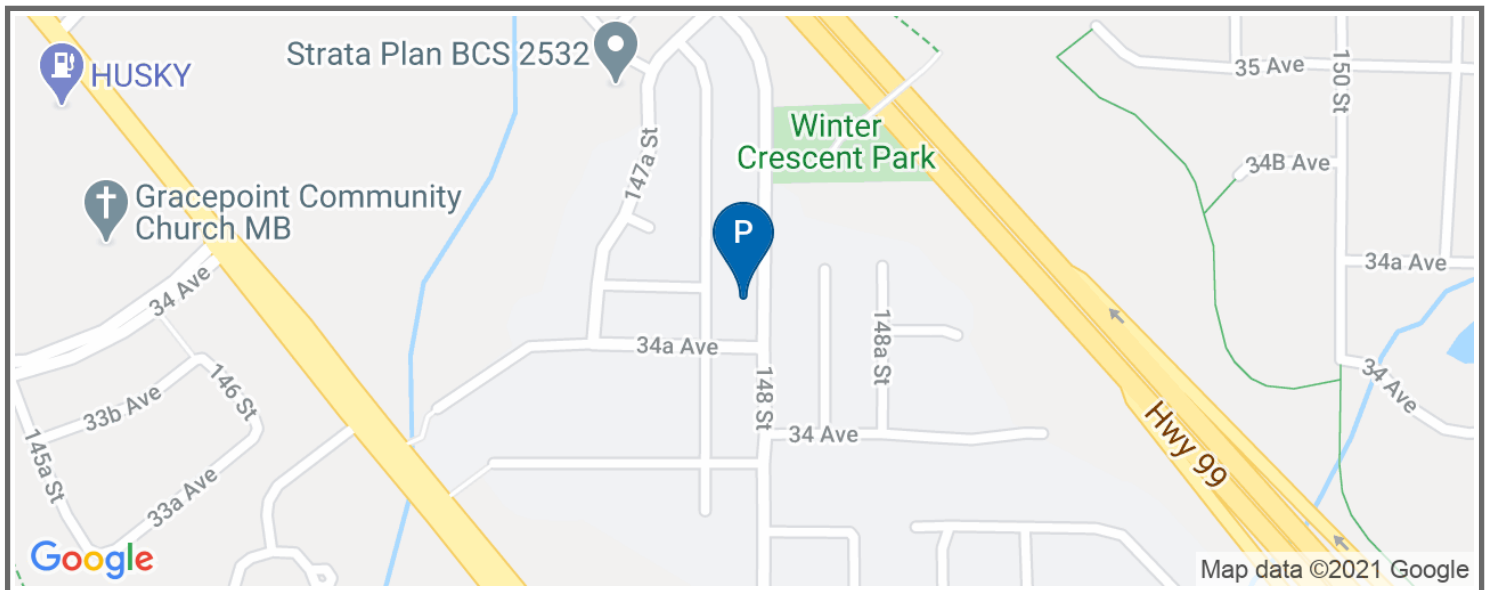 HUSKY
Strata Plan BCS 2532
35 Ave
150 St
Winter
Crescent Park
147a St
34B Ave
Gracepoint Community
Church MB
P
34 Ave
34a Ave
34a Ave
148a St
148 St
34 Ave
33b Ave
146 St
34 Ave
Hwy 99
145a St
33a Ave
Google
Map data ©2021 Google